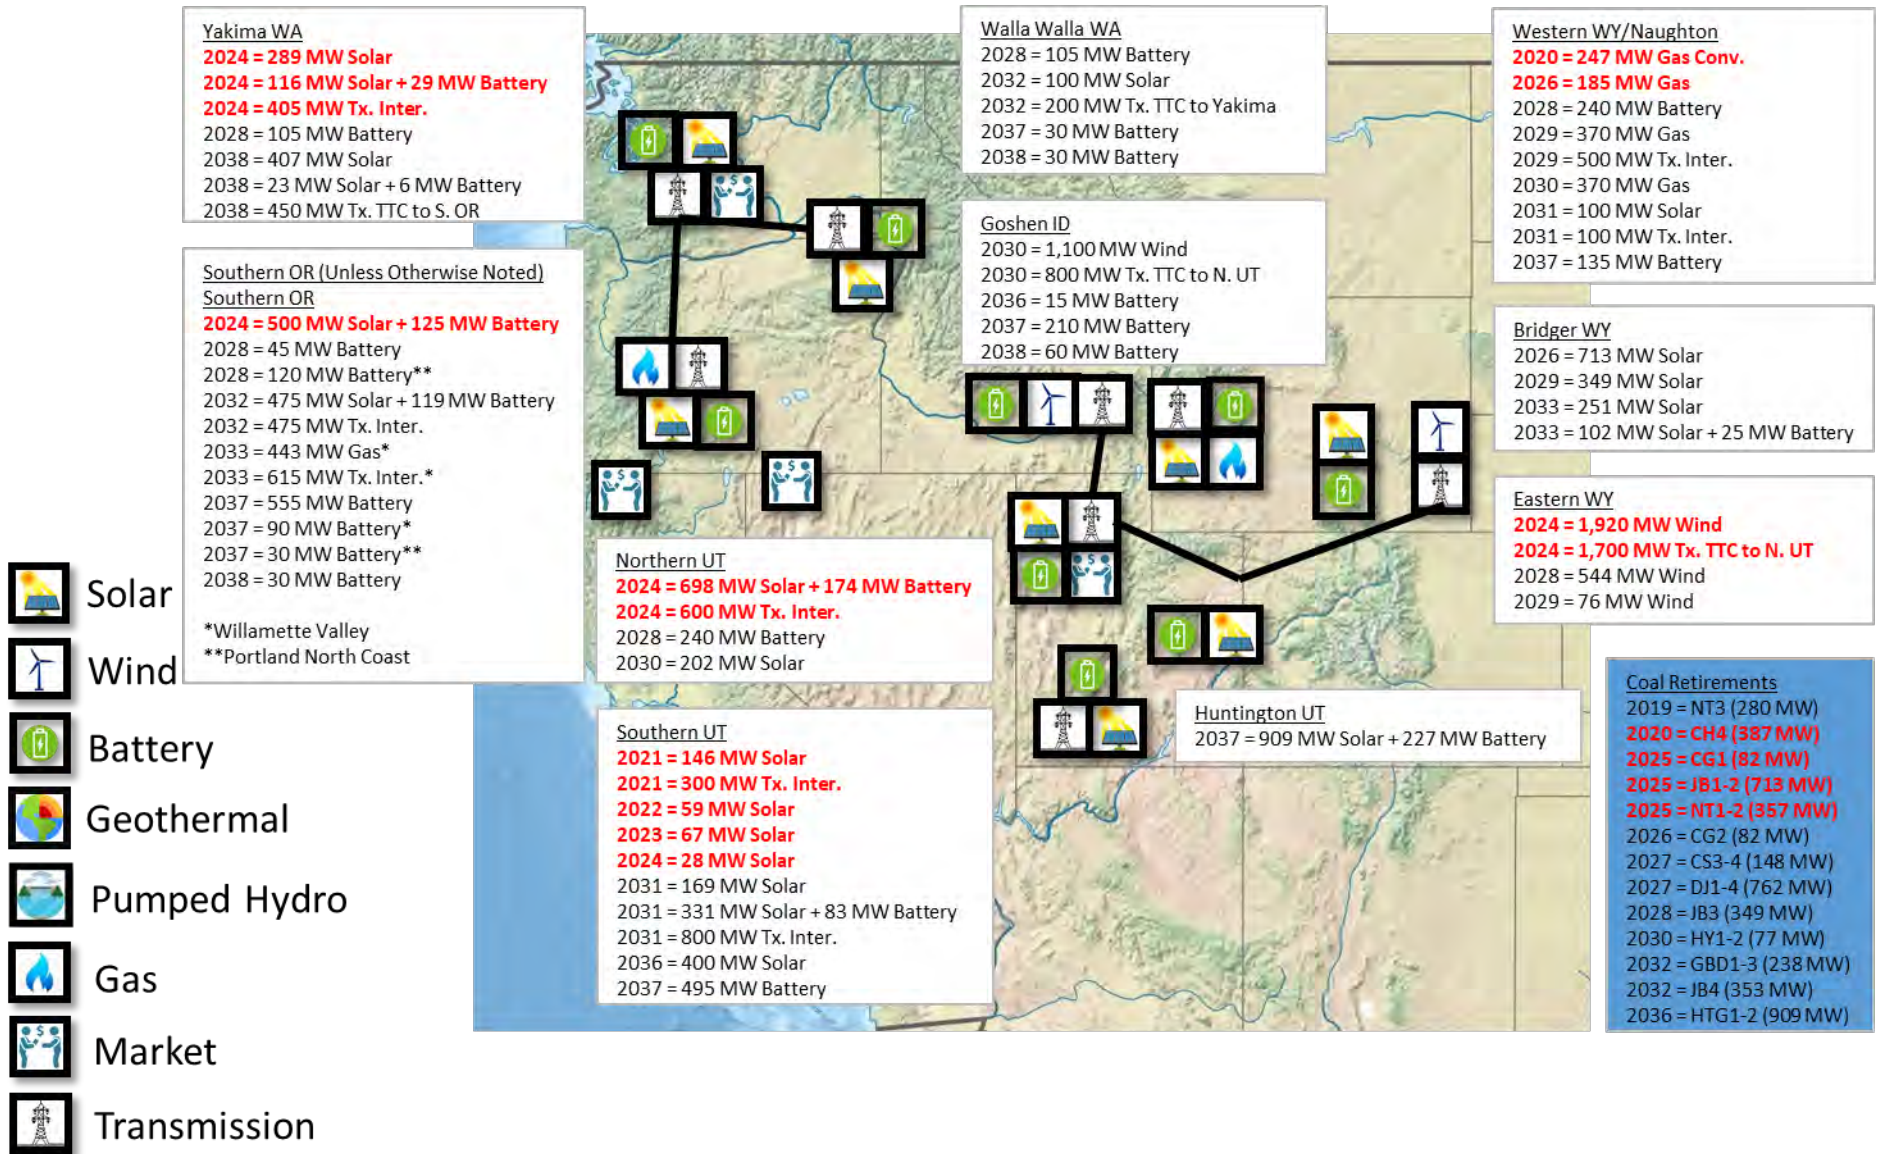 Yakima WA
2024 = 289 MW Solar
2024 = 116 MW Solar + 29 MW Battery
2024 = 405 MW Tx. Inter.
2028 = 105 MW Battery
2038 = 407 MW Solar
2038 = 23 MW Solar + 6 MW Battery
2038 = 450 MW Tx. TTC to S. OR
Southern OR (Unless Otherwise Noted)
Southern OR
2024 = 500 MW Solar + 125 MW Battery
2028 = 45 MW Battery
2028 = 120 MW Battery**
2032 = 475 MW Solar + 119 MW Battery
2032 = 475 MW Tx. Inter.
2033 = 443 MW Gas*
2033 = 615 MW Tx. Inter.*
2037 = 555 MW Battery
2037 = 90 MW Battery*
2037 = 30 MW Battery**
2038 = 30 MW Battery
*Willamette Valley
**Portland North Coast
Walla Walla WA
2028 = 105 MW Battery
2032 = 100 MW Solar
2032 = 200 MW Tx. TTC to Yakima
2037 = 30 MW Battery
2038 = 30 MW Battery
Goshen ID
2030 = 1,100 MW Wind
2030 = 800 MW Tx. TTC to N. UT
2036 = 15 MW Battery
2037 = 210 MW Battery
2038 = 60 MW Battery
Western WY/Naughton
2020 = 247 MW Gas Conv.
2026 = 185 MW Gas
2028 = 240 MW Battery
2029 = 370 MW Gas
2029 = 500 MW Tx. Inter.
2030 = 370 MW Gas
2031 = 100 MW Solar
2031 = 100 MW Tx. Inter.
2037 = 135 MW Battery
Bridger WY
2026 = 713 MW Solar
2029 = 349 MW Solar
2033 = 251 MW Solar
2033 = 102 MW Solar + 25 MW Battery
Eastern WY
2024 = 1,920 MW Wind
2024 = 1,700 MW Tx. TTC to N. UT
2028 = 544 MW Wind
2029 = 76 MW Wind
Northern UT
2024 = 698 MW Solar + 174 MW Battery
2024 = 600 MW Tx. Inter.
2028 = 240 MW Battery
2030 = 202 MW Solar
Southern UT
2021 = 146 MW Solar
2021 = 300 MW Tx. Inter.
2022 = 59 MW Solar
2023 = 67 MW Solar
2024 = 28 MW Solar
2031 = 169 MW Solar
2031 = 331 MW Solar + 83 MW Battery
2031 = 800 MW Tx. Inter.
2036 = 400 MW Solar
2037 = 495 MW Battery
Huntington UT
2037 = 909 MW Solar + 227 MW Battery
Coal Retirements
2019 = NT3 (280 MW)
2020 = CH4 (387 MW)
2025 = CG1 (82 MW)
2025 = JB1-2 (713 MW)
2025 = NT1-2 (357 MW)
2026 = CG2 (82 MW)
2027 = CS3-4 (148 MW)
2027 = DJ1-4 (762 MW)
2028 = JB3 (349 MW)
2030 = HY1-2 (77 MW)
2032 = GBD1-3 (238 MW)
2032 = JB4 (353 MW)
2036 = HTG1-2 (909 MW)
Solar
Wind
Battery
Geothermal
Pumped Hydro
Gas
Market
Transmission